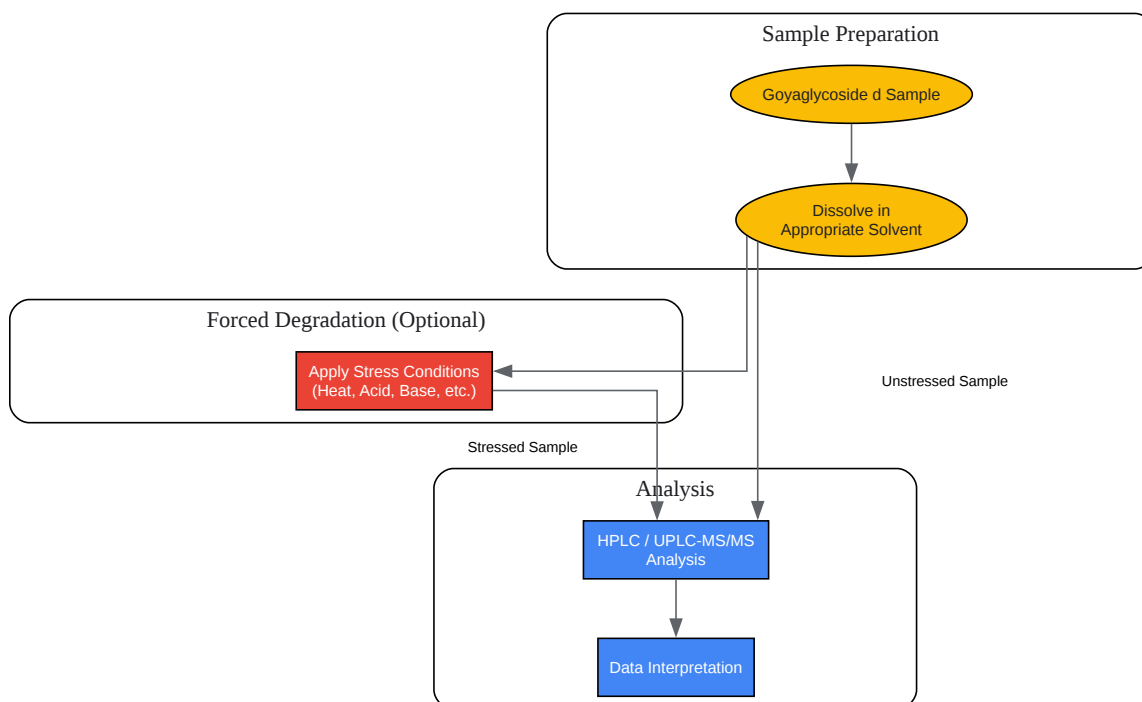 Sample Preparation
Goyaglycoside d Sample
Dissolve in
Appropriate Solvent
Forced Degradation (Optional)
Apply Stress Conditions
(Heat, Acid, Base, etc.)
Unstressed Sample
Stressed Sample
Analysis
HPLC / UPLC-MS/MS
Analysis
Data Interpretation